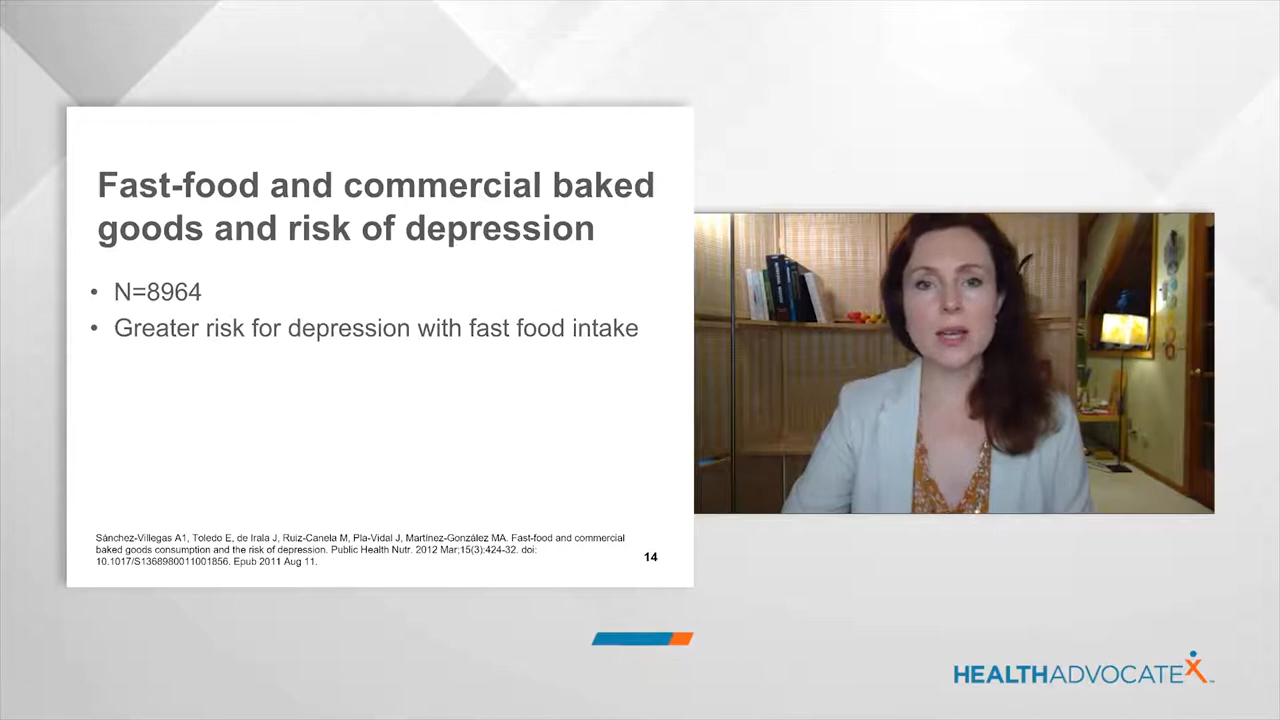 Fast-food and commercial baked
goods and risk of depression
• N=8964
• Greater risk for depression with fast food intake
Sánchez-Villegas A1, Toledo E, de Irala J, Ruiz-Canela M, Pla-Vidal J, Martínez-González MA. Fast-food and commercial
baked goods consumption and the risk of depression. Public Health Nutr. 2012 Mar;15(3):424-32. doi:
10.1017/S1368980011001856. Epub 2011 Aug 11.
14
HEALTHADVOCATEX™